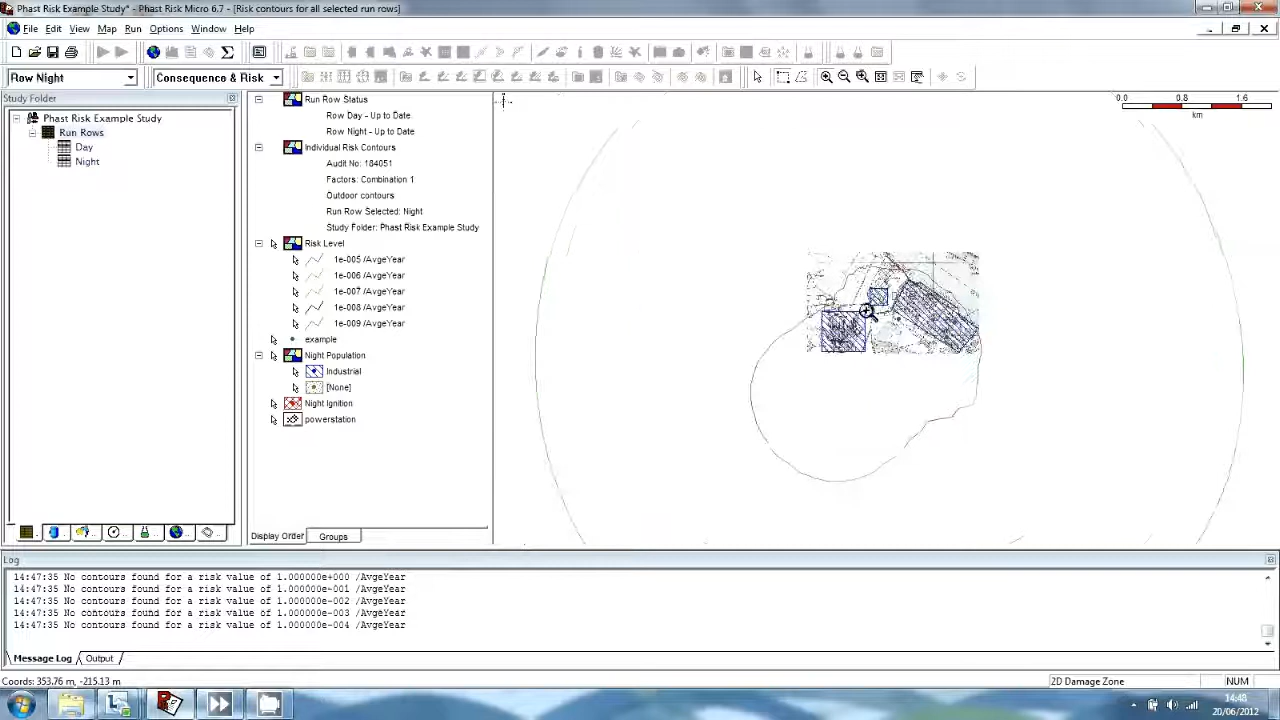 Phast Risk Example Study* - Phast Risk Micro 6.7 - [Risk contours for all selected run rows]
File Edit View Map Run Options Window Help
Row Night
Consequence & Risk
Study Folder
Phast Risk Example Study
Run Rows
Day
Night
Run Row Status
Row Day - Up to Date
Row Night - Up to Date
Individual Risk Contours
Audit No: 184051
Factors: Combination 1
Outdoor contours
Run Row Selected: Night
Study Folder: Phast Risk Example Study
Risk Level
1e-005 /AvgeYear
1e-006 /AvgeYear
1e-007 /AvgeYear
1e-008 /AvgeYear
1e-009 /AvgeYear
example
Night Population
Industrial
[None]
Night Ignition
powerstation
Display Order Groups
0.0 0.8 1.6
km
Log
14:47:35 No contours found for a risk value of 1.000000e+000 /AvgeYear
14:47:35 No contours found for a risk value of 1.000000e-001 /AvgeYear
14:47:35 No contours found for a risk value of 1.000000e-002 /AvgeYear
14:47:35 No contours found for a risk value of 1.000000e-003 /AvgeYear
14:47:35 No contours found for a risk value of 1.000000e-004 /AvgeYear
Message Log Output
Coords: 353.76 m, -215.13 m
2D Damage Zone
NUM
14:48
20/06/2012